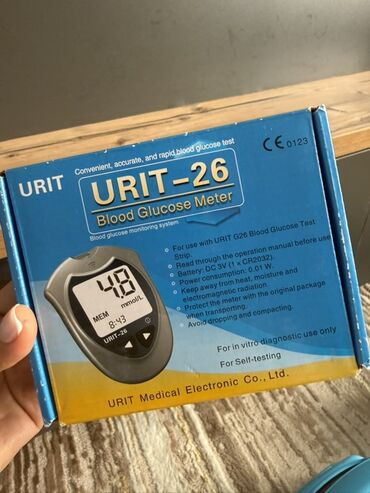 URIT
Convenient, accurate, and rapid blood glucose test
CE 0123
URIT-26
Blood Glucose Meter
Blood glucose monitoring system
For use with URIT G26 Blood Glucose Test
Strip.
Read through the operation manual before use
Battery: DC 3V (1 × CR2032).
Power consumption: 0.01 W.
Keep away from heat, moisture and
electromagnetic radiation.
Protect the meter with the original package
when transporting.
Avoid dropping and compacting.
4.8
mmol/L
MEM
8:43
URIT-26
For in vitro diagnostic use only
For Self-testing
URIT Medical Electronic Co., Ltd.